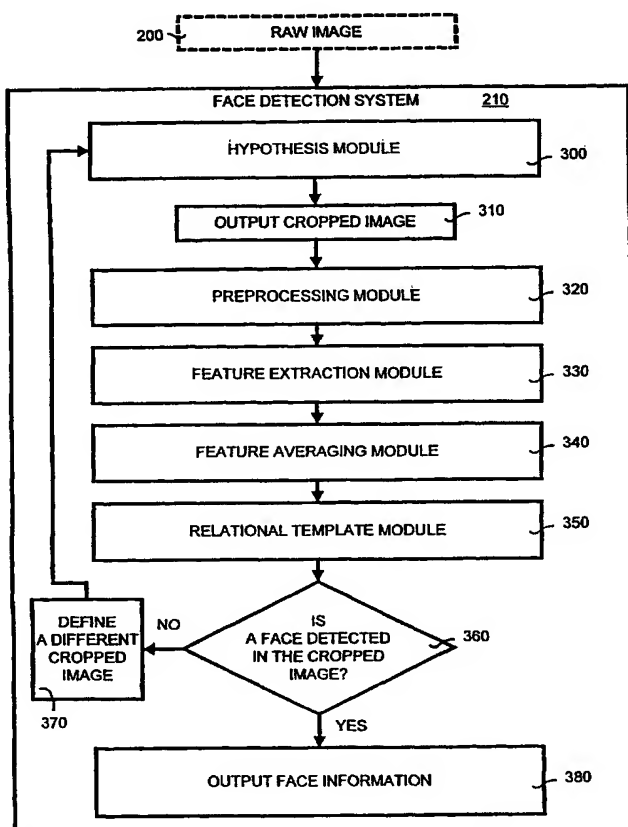 200 RAW IMAGE
FACE DETECTION SYSTEM 210
HYPOTHESIS MODULE 300
OUTPUT CROPPED IMAGE 310
PREPROCESSING MODULE 320
FEATURE EXTRACTION MODULE 330
FEATURE AVERAGING MODULE 340
RELATIONAL TEMPLATE MODULE 350
IS
A FACE DETECTED
IN THE CROPPED
IMAGE?
360
NO
DEFINE
A DIFFERENT
CROPPED
IMAGE
370
YES
OUTPUT FACE INFORMATION 380